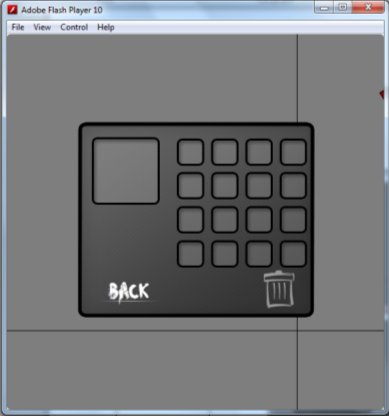 Adobe Flash Player 10
File View Control Help
BACK